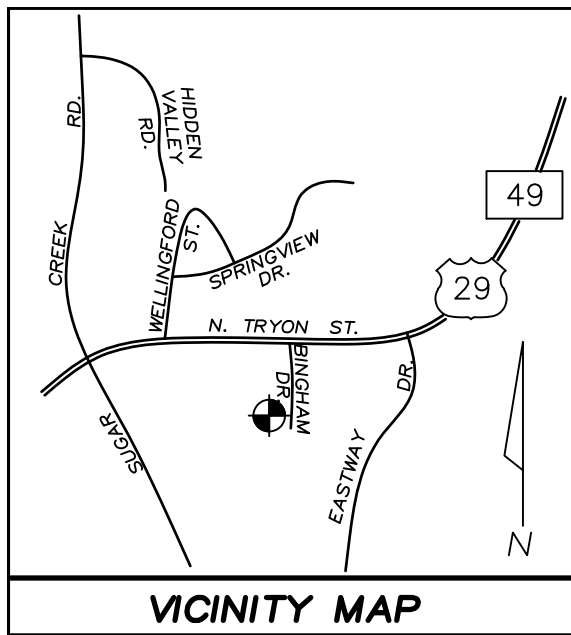 HIDDEN
VALLEY
RD.
RD.
CREEK
SUGAR
WELLINGFORD
ST.
SPRINGVIEW
DR.
49
29
N. TRYON ST.
BINGHAM
DR.
EASTWAY
DR.
N
VICINITY MAP